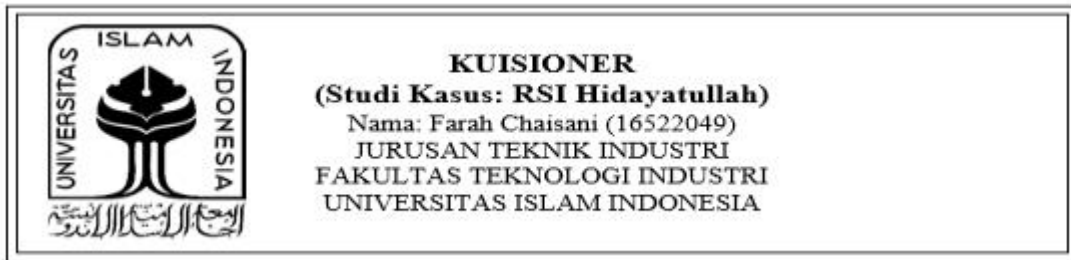 UNIVERSITAS
ISLAM
INDONESIA
KUISIONER
(Studi Kasus: RSI Hidayatullah)
Nama: Farah Chaisani (16522049)
JURUSAN TEKNIK INDUSTRI
FAKULTAS TEKNOLOGI INDUSTRI
UNIVERSITAS ISLAM INDONESIA